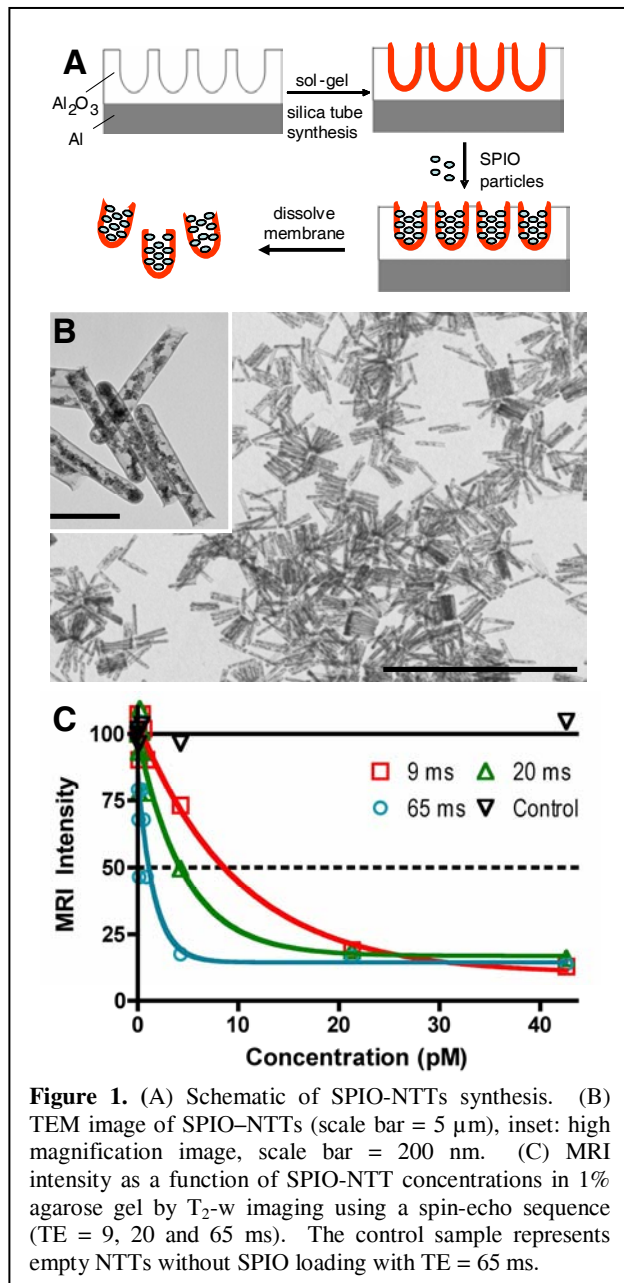 A
Al2O3
Al
sol-gel
silica tube
synthesis
SPIO
particles
dissolve
membrane
B
C
MRI Intensity
100
75
50
25
0
9 ms
20 ms
65 ms
Control
0
10
20
30
40
Concentration (pM)
Figure 1. (A) Schematic of SPIO-NTTs synthesis. (B)
TEM image of SPIO–NTTs (scale bar = 5 µm), inset: high
magnification image, scale bar = 200 nm. (C) MRI
intensity as a function of SPIO-NTT concentrations in 1%
agarose gel by T2-w imaging using a spin-echo sequence
(TE = 9, 20 and 65 ms). The control sample represents
empty NTTs without SPIO loading with TE = 65 ms.